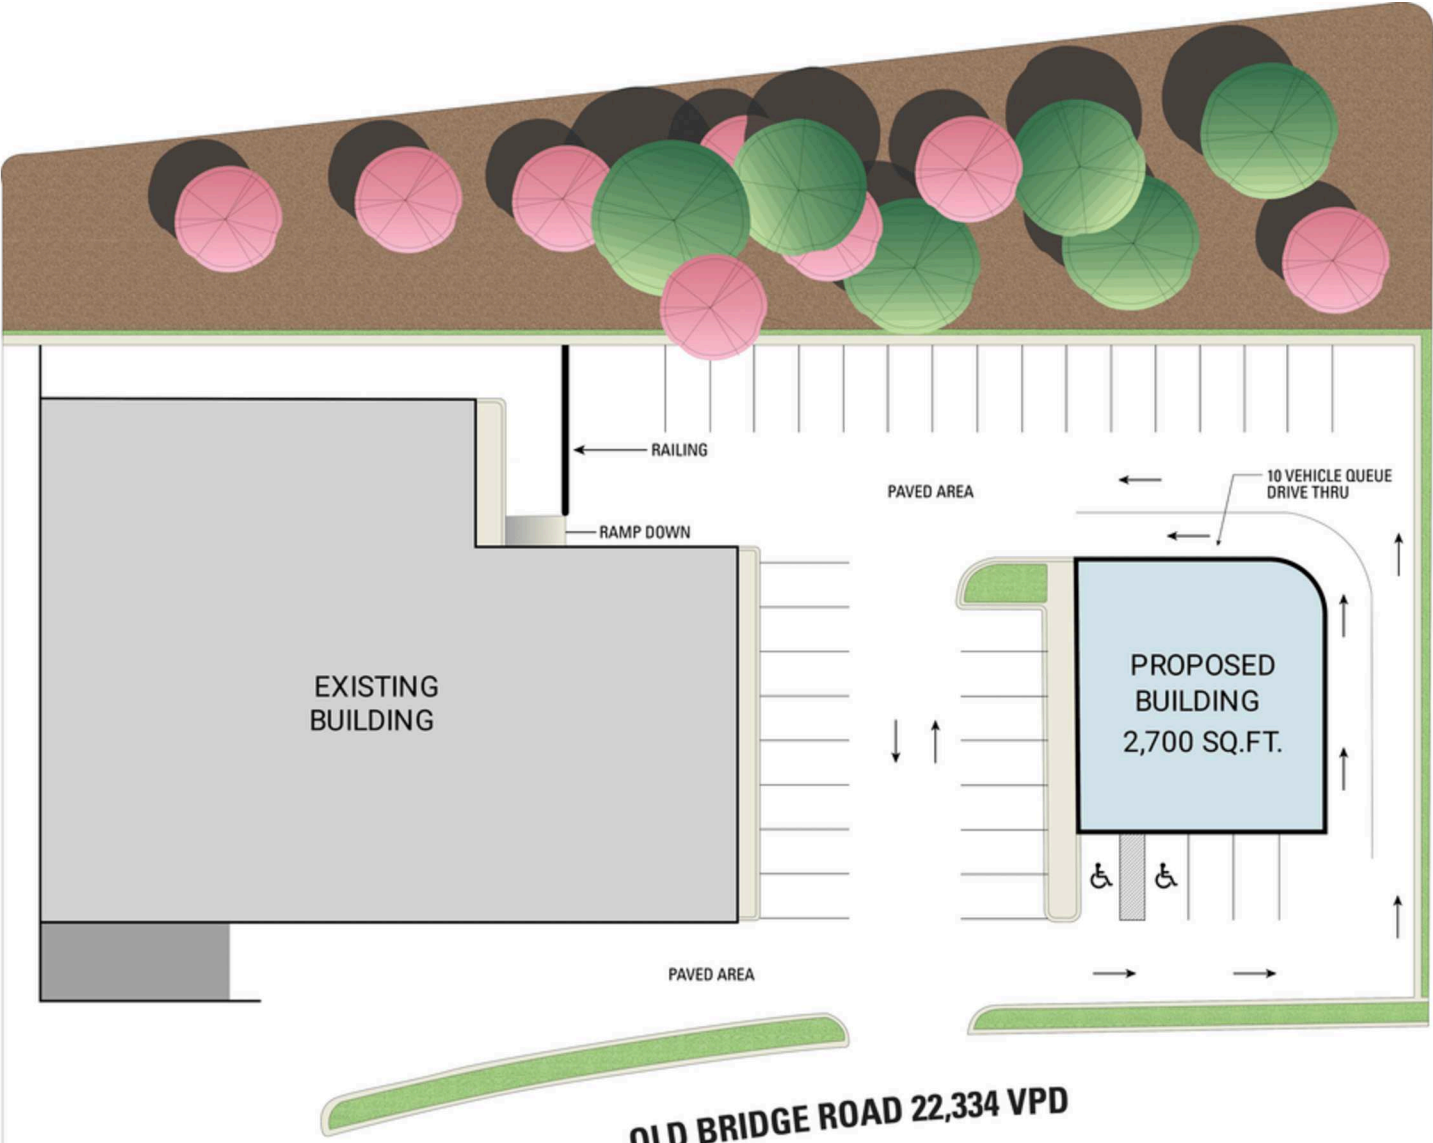 RAILING
10 VEHICLE QUEUE
DRIVE THRU
PAVED AREA
RAMP DOWN
EXISTING
BUILDING
PROPOSED
BUILDING
2,700 SQ.FT.
PAVED AREA
OLD BRIDGE ROAD 22,334 VPD